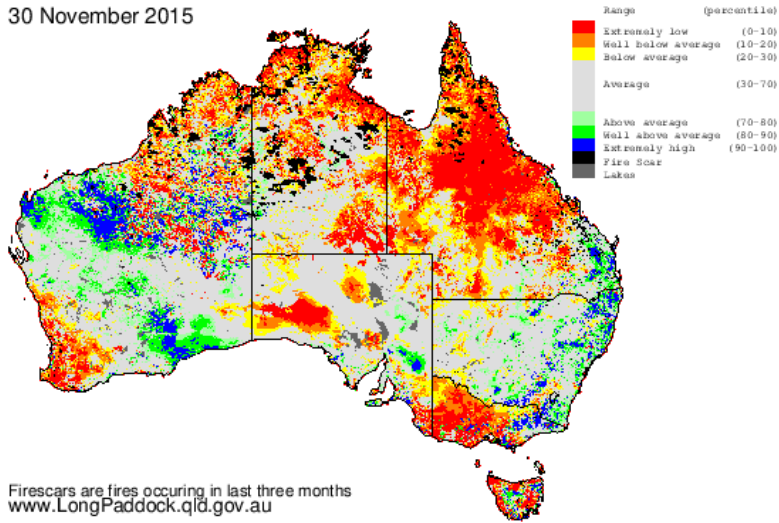 30 November 2015
Range (percentile)
Extremely low (0-10)
Well below average (10-20)
Below average (20-30)
Average (30-70)
Above average (70-80)
Well above average (80-90)
Extremely high (90-100)
Fire Scar
Lakes
Firescars are fires occuring in last three months
www.LongPaddock.qld.gov.au